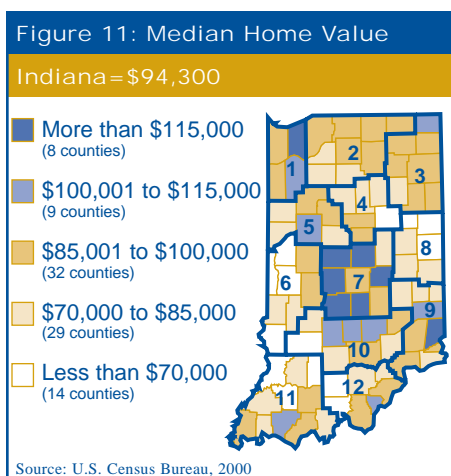 Figure 11: Median Home Value
Indiana=$94,300
More than $115,000
(8 counties)
$100,001 to $115,000
(9 counties)
$85,001 to $100,000
(32 counties)
$70,000 to $85,000
(29 counties)
Less than $70,000
(14 counties)
1
2
3
4
5
6
7
8
9
10
11
12
Source: U.S. Census Bureau, 2000